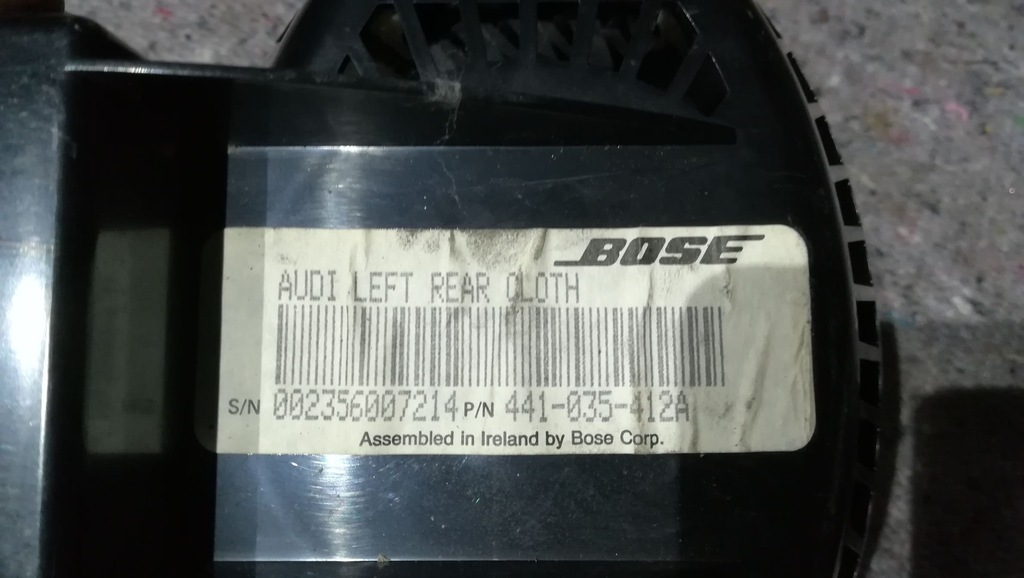 BOSE
AUDI LEFT REAR CLOTH
S/N 002356007214 P/N 441-035-412A
Assembled in Ireland by Bose Corp.